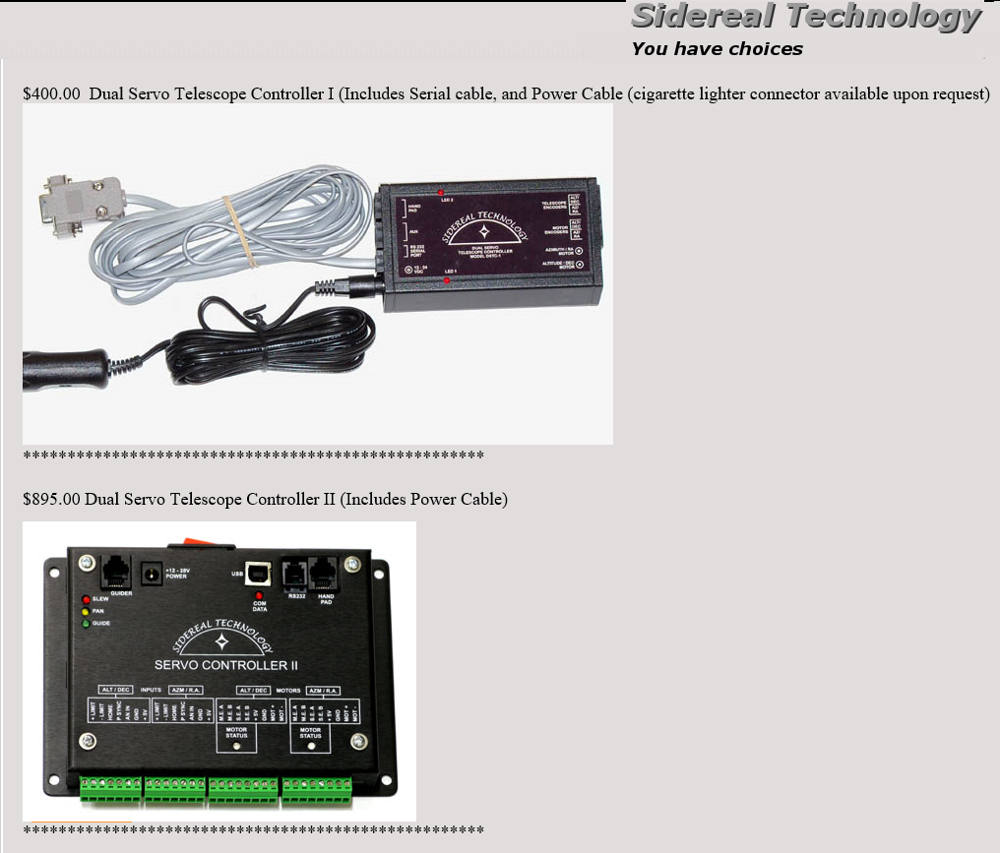 Sidereal Technology
You have choices
$400.00 Dual Servo Telescope Controller I (Includes Serial cable, and Power Cable (cigarette lighter connector available upon request)
LED 2
HAND PAD
AUX
RS 232 SERIAL PORT
12 - 24 VDC
LED 1
SIDEREAL TECHNOLOGY
DUAL SERVO
TELESCOPE CONTROLLER
MODEL DSTC-1
TELESCOPE ENCODERS
ALT/ DEC
AZ/ RA
MOTOR ENCODERS
ALT/ DEC
AZ/ RA
AZIMUTH / RA MOTOR
ALTITUDE / DEC MOTOR
****************************************************
$895.00 Dual Servo Telescope Controller II (Includes Power Cable)
GUIDER
+12 - 28V POWER
USB
COM DATA
RS232
HAND PAD
SLEW
PAN
GUIDE
SIDEREAL TECHNOLOGY
SERVO CONTROLLER II
ALT / DEC INPUTS AZM / R.A. ALT / DEC MOTORS AZM / R.A.
+ LIMIT
- LIMIT
HOME
P SYNC
AN IN
GND
+ 5V
+ LIMIT
- LIMIT
HOME
P SYNC
AN IN
GND
+ 5V
M.E. A
M.E. B
S.E. A
S.E. B
+ 5V
GND
MOT +
MOT -
M.E. A
M.E. B
S.E. A
S.E. B
+ 5V
GND
MOT +
MOT -
MOTOR STATUS
MOTOR STATUS
****************************************************